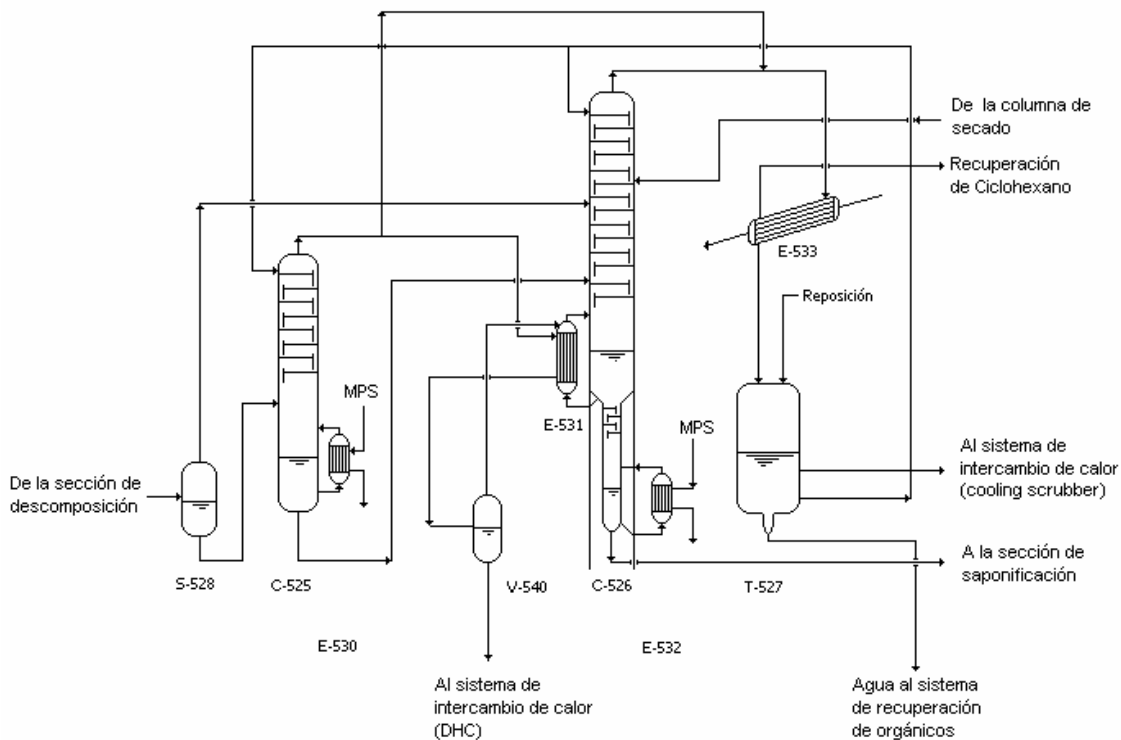 De la columna de
secado
Recuperación
de Ciclohexano
E-533
Reposición
MPS
E-531
MPS
De la sección de
descomposición
Al sistema de
intercambio de calor
(cooling scrubber)
A la sección de
saponificación
S-528
C-525
V-540
C-526
T-527
E-530
E-532
Al sistema de
intercambio de calor
(DHC)
Agua al sistema
de recuperación
de orgánicos